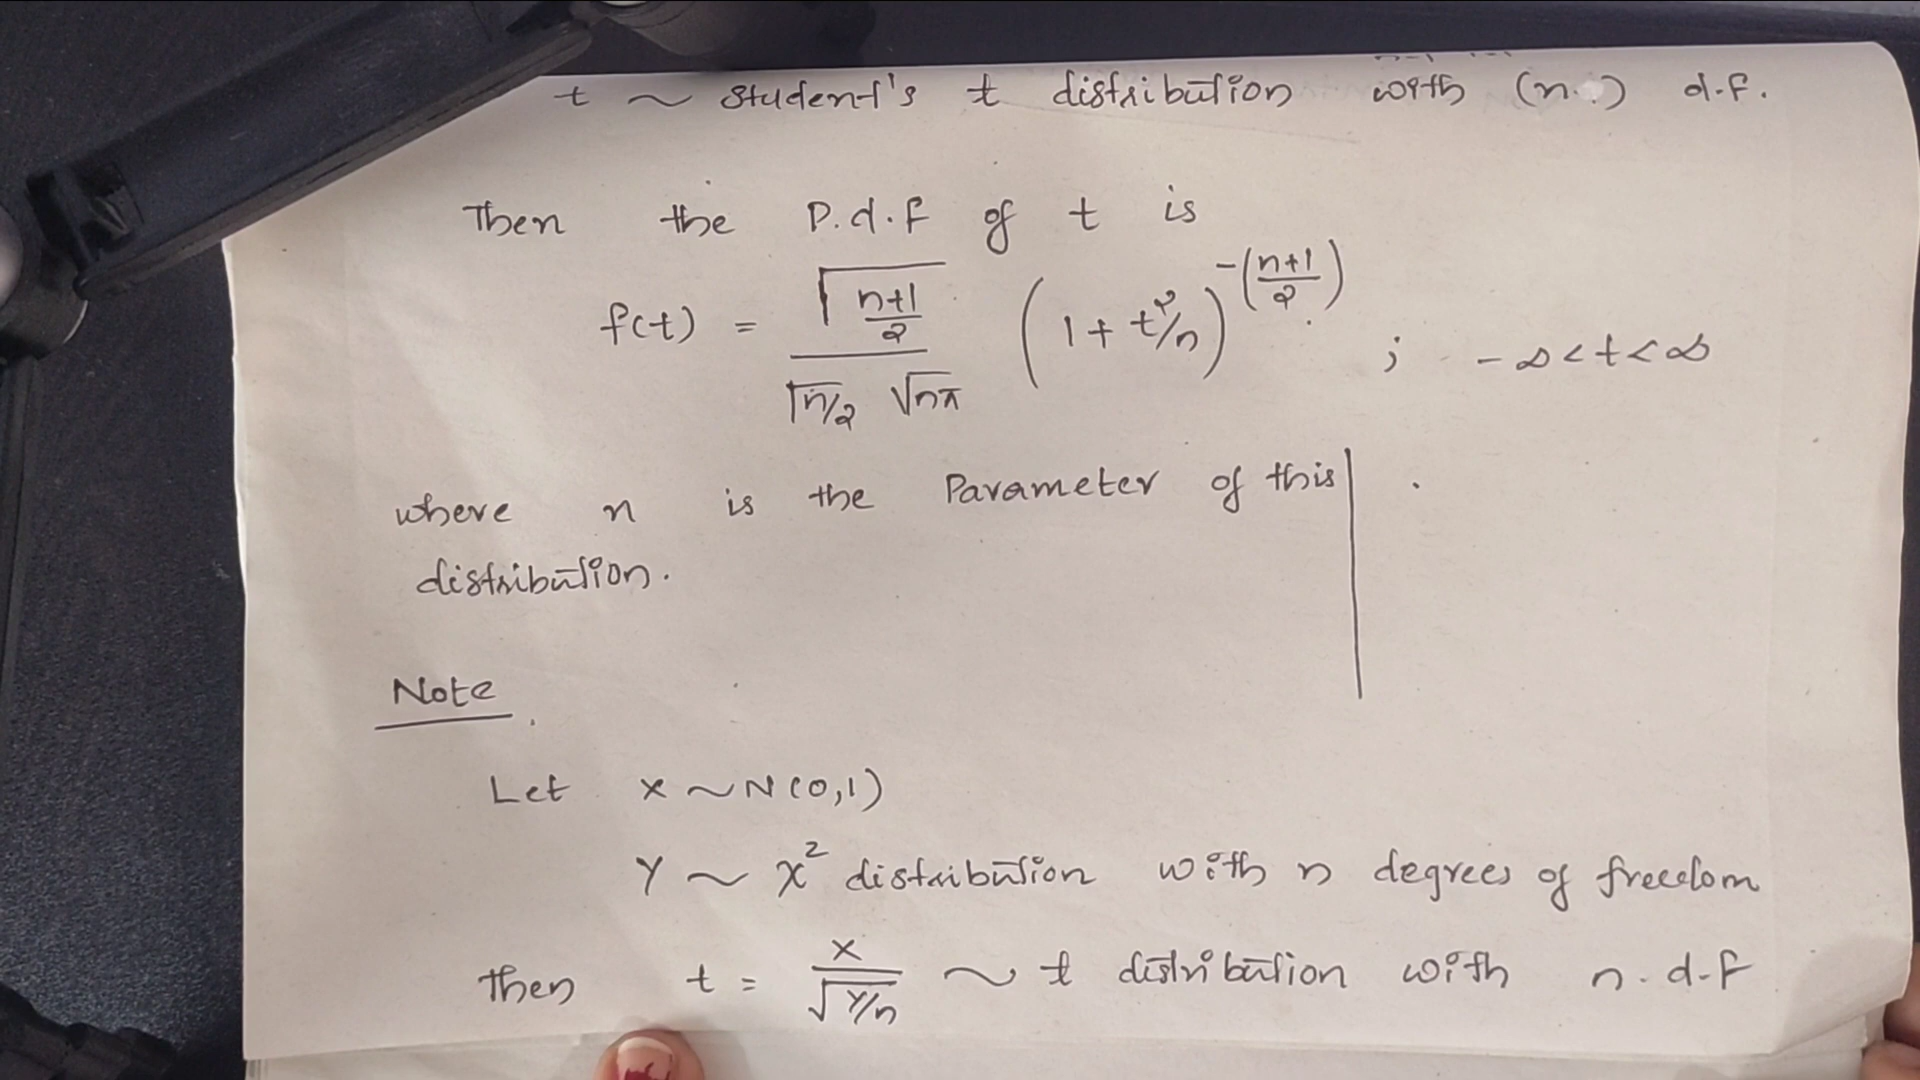 t ~ Student's t distribution with (n ) d.f.
Then the P.d.f of t is
f(t) = Γ(n+1)/2 / (Γn/2 √nπ) (1 + t²/n)^-((n+1)/2) ; -∞ < t < ∞
where n is the Parameter of this
distribution.
Note
Let x ~ N(0,1)
Y ~ χ² distribution with n degrees of freedom
Then t = x / √(Y/n) ~ t distribution with n.d.f